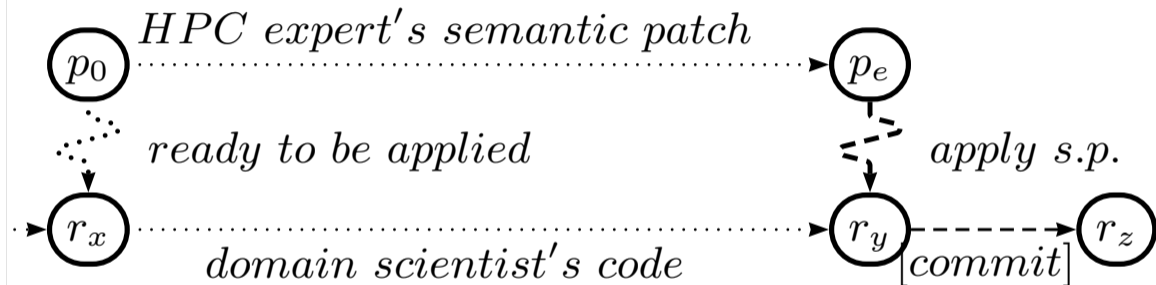 HPC expert's semantic patch
p0 pe
ready to be applied apply s.p.
rx ry rz
domain scientist's code [commit]